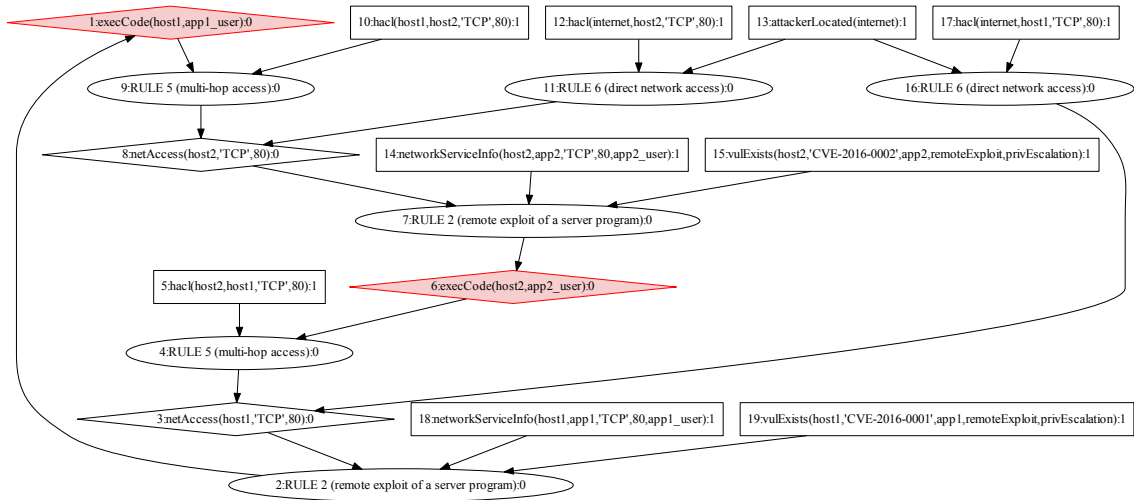 1:execCode(host1,app1_user):0
10:hacl(host1,host2,'TCP',80):1
12:hacl(internet,host2,'TCP',80):1
13:attackerLocated(internet):1
17:hacl(internet,host1,'TCP',80):1
9:RULE 5 (multi-hop access):0
11:RULE 6 (direct network access):0
16:RULE 6 (direct network access):0
8:netAccess(host2,'TCP',80):0
14:networkServiceInfo(host2,app2,'TCP',80,app2_user):1
15:vulExists(host2,'CVE-2016-0002',app2,remoteExploit,privEscalation):1
7:RULE 2 (remote exploit of a server program):0
5:hacl(host2,host1,'TCP',80):1
6:execCode(host2,app2_user):0
4:RULE 5 (multi-hop access):0
3:netAccess(host1,'TCP',80):0
18:networkServiceInfo(host1,app1,'TCP',80,app1_user):1
19:vulExists(host1,'CVE-2016-0001',app1,remoteExploit,privEscalation):1
2:RULE 2 (remote exploit of a server program):0